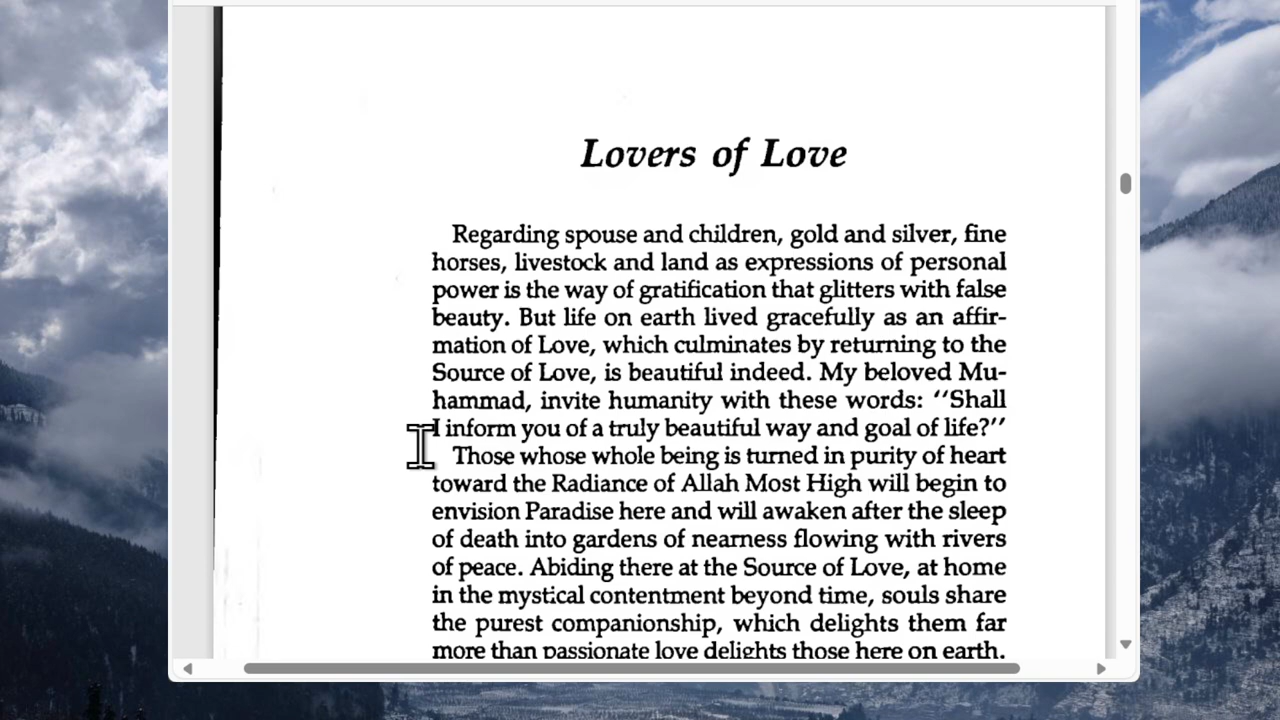 Lovers of Love
Regarding spouse and children, gold and silver, fine
horses, livestock and land as expressions of personal
power is the way of gratification that glitters with false
beauty. But life on earth lived gracefully as an affir-
mation of Love, which culminates by returning to the
Source of Love, is beautiful indeed. My beloved Mu-
hammad, invite humanity with these words: ''Shall
I inform you of a truly beautiful way and goal of life?''
Those whose whole being is turned in purity of heart
toward the Radiance of Allah Most High will begin to
envision Paradise here and will awaken after the sleep
of death into gardens of nearness flowing with rivers
of peace. Abiding there at the Source of Love, at home
in the mystical contentment beyond time, souls share
the purest companionship, which delights them far
more than passionate love delights those here on earth.